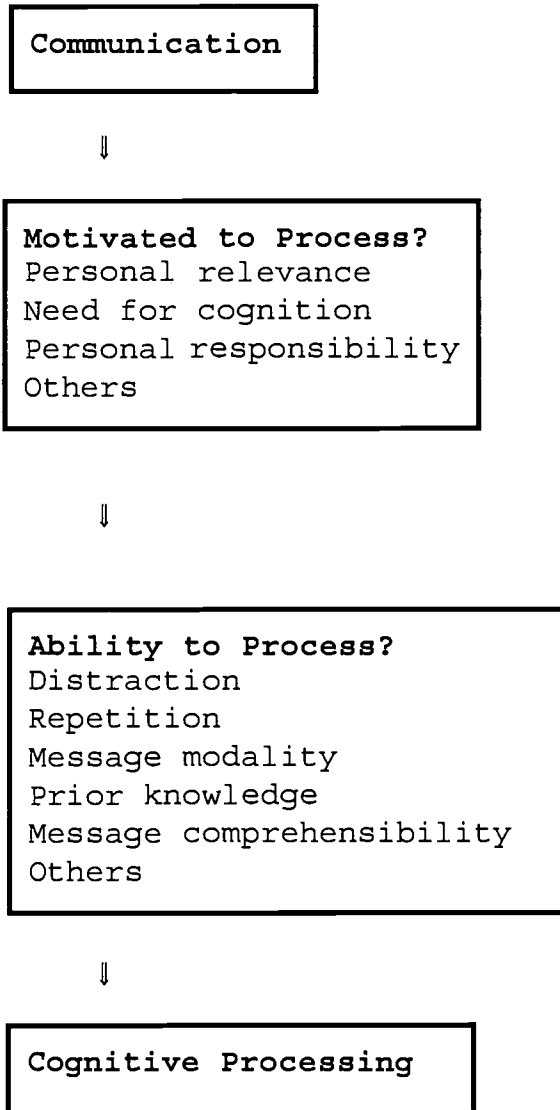 Communication
⇓
Motivated to Process?
Personal relevance
Need for cognition
Personal responsibility
Others
⇓
Ability to Process?
Distraction
Repetition
Message modality
Prior knowledge
Message comprehensibility
Others
⇓
Cognitive Processing